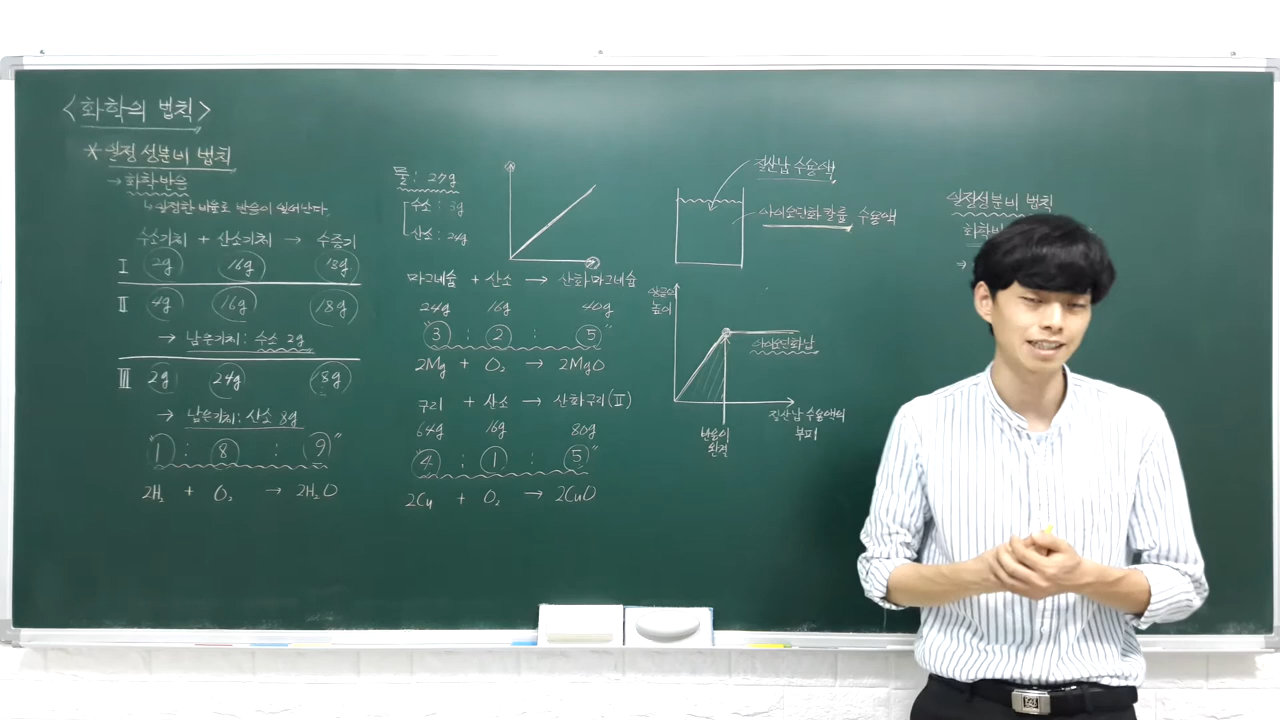 <화학의 법칙>
* 일정 성분비 법칙
→ 화학반응
↳ 일정한 비율로 반응이 일어난다.
수소기체 + 산소기체 → 수증기
Ⅰ 2g 16g 18g
Ⅱ 4g 16g 18g
→ 남은기체: 수소 2g
Ⅲ 2g 24g 18g
→ 남은기체: 산소 8g
"1 : 8 : 9"
2H₂ + O₂ → 2H₂O
물: 27g
수소: 3g
산소: 24g
마그네슘 + 산소 → 산화마그네슘
24g 16g 40g
"3 : 2 : 5"
2Mg + O₂ → 2MgO
구리 + 산소 → 산화구리(Ⅱ)
64g 16g 80g
"4 : 1 : 5"
2Cu + O₂ → 2CuO
질산납 수용액
아이오딘화 칼륨 수용액
앙금의
높이
아이오딘화납
질산납 수용액의
부피
반응이
완결
일정성분비 법칙
→